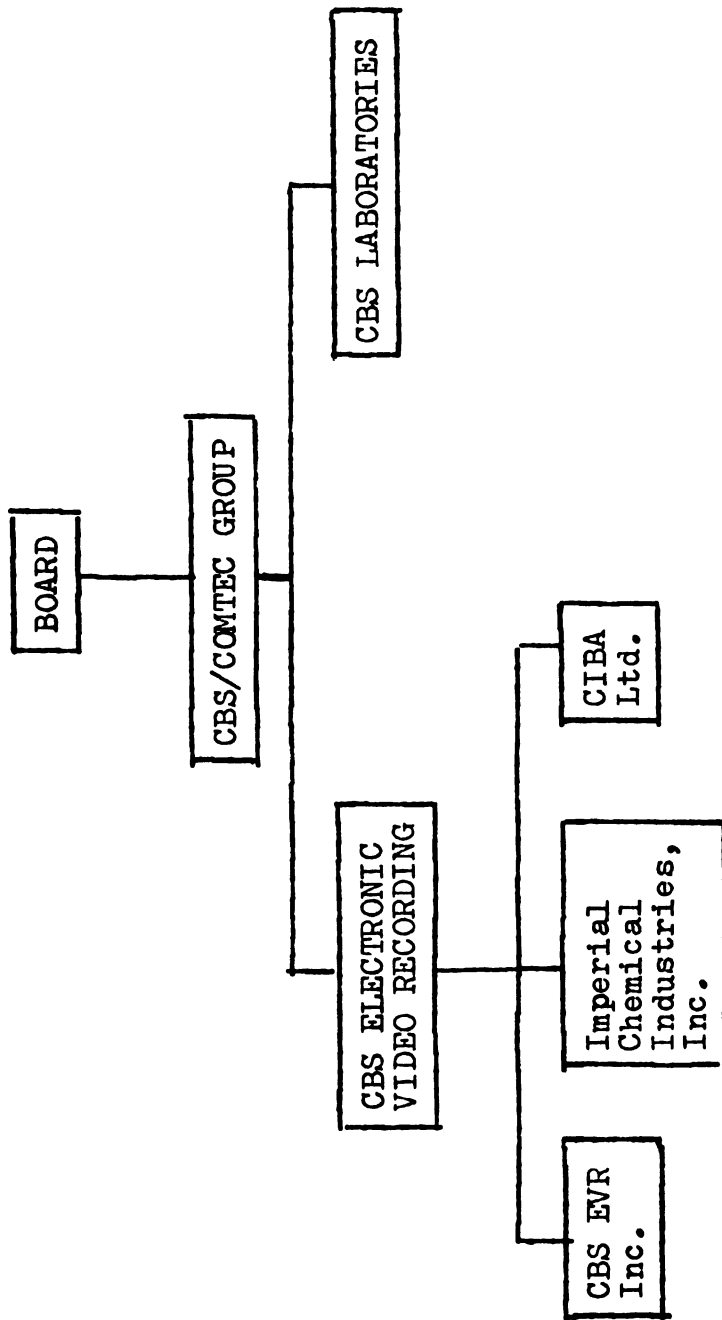 BOARD
CBS/COMTEC GROUP
CBS ELECTRONIC
VIDEO RECORDING
CBS LABORATORIES
CBS EVR
Inc.
Imperial
Chemical
Industries,
Inc.
CIBA
Ltd.